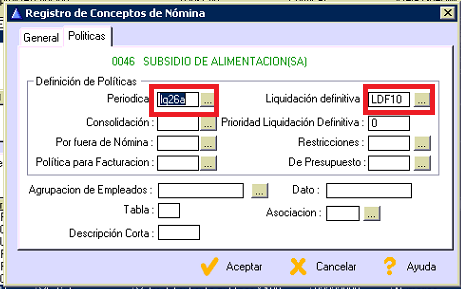 Registro de Conceptos de Nómina
General Politicas
0046 SUBSIDIO DE ALIMENTACION(SA)
Definición de Políticas
Periodica lq26a ... Liquidación definitiva LDF10 ...
Consolidación : ... Prioridad Liquidación Definitiva : 0
Por fuera de Nómina : ... Restricciones : ...
Política para Facturacion : ... De Presupuesto : ...
Agrupacion de Empleados : ... Dato :
Tabla : Asociacion : ...
Descripción Corta :
Aceptar Cancelar ? Ayuda